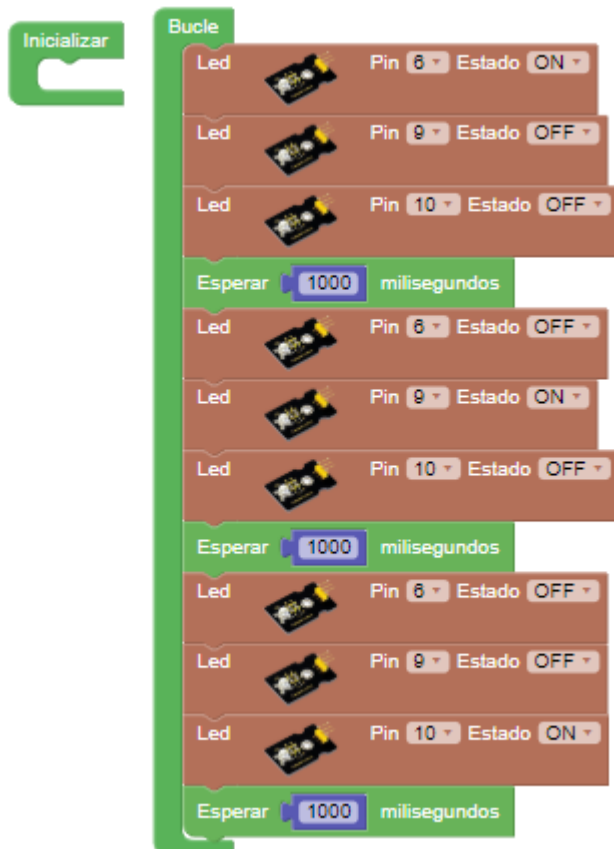 Inicializar
Bucle
Led Pin 6 Estado ON
Led Pin 9 Estado OFF
Led Pin 10 Estado OFF
Esperar 1000 milisegundos
Led Pin 6 Estado OFF
Led Pin 9 Estado ON
Led Pin 10 Estado OFF
Esperar 1000 milisegundos
Led Pin 6 Estado OFF
Led Pin 9 Estado OFF
Led Pin 10 Estado ON
Esperar 1000 milisegundos